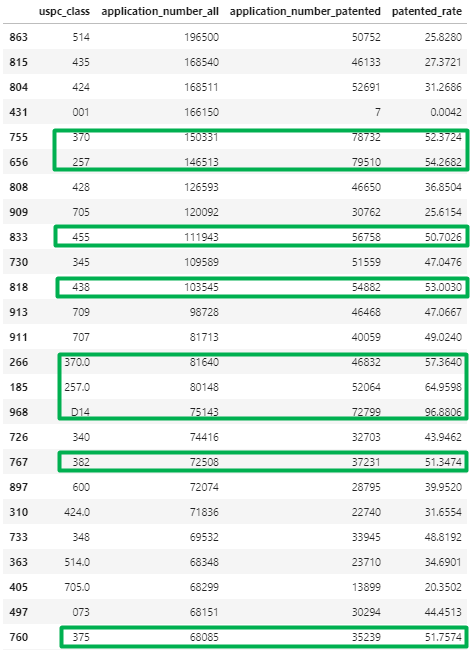 uspc_class application_number_all application_number_patented patented_rate
863 514 196500 50752 25.8280
815 435 168540 46133 27.3721
804 424 168511 52691 31.2686
431 001 166150 7 0.0042
755 370 150331 78732 52.3724
656 257 146513 79510 54.2682
808 428 126593 46650 36.8504
909 705 120092 30762 25.6154
833 455 111943 56758 50.7026
730 345 109589 51559 47.0476
818 438 103545 54882 53.0030
913 709 98728 46468 47.0667
911 707 81713 40059 49.0240
266 370.0 81640 46832 57.3640
185 257.0 80148 52064 64.9598
968 D14 75143 72799 96.8806
726 340 74416 32703 43.9462
767 382 72508 37231 51.3474
897 600 72074 28795 39.9520
310 424.0 71836 22740 31.6554
733 348 69532 33945 48.8192
363 514.0 68348 23710 34.6901
405 705.0 68299 13899 20.3502
497 073 68151 30294 44.4513
760 375 68085 35239 51.7574